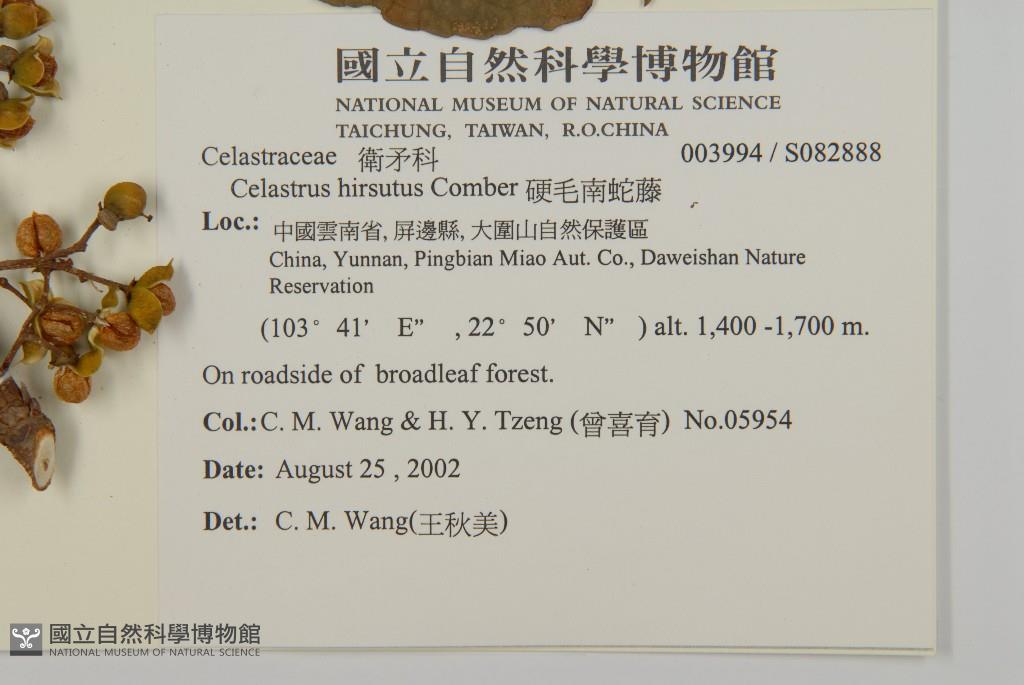 國立自然科學博物館
NATIONAL MUSEUM OF NATURAL SCIENCE
TAICHUNG, TAIWAN, R.O.CHINA
Celastraceae 衛矛科 003994 / S082888
Celastrus hirsutus Comber 硬毛南蛇藤
Loc.: 中國雲南省, 屏邊縣, 大圍山自然保護區
China, Yunnan, Pingbian Miao Aut. Co., Daweishan Nature
Reservation
(103° 41’ E” , 22° 50’ N” ) alt. 1,400 -1,700 m.
On roadside of broadleaf forest.
Col.: C. M. Wang & H. Y. Tzeng (曾喜育) No.05954
Date: August 25 , 2002
Det.: C. M. Wang(王秋美)
國立自然科學博物館
NATIONAL MUSEUM OF NATURAL SCIENCE